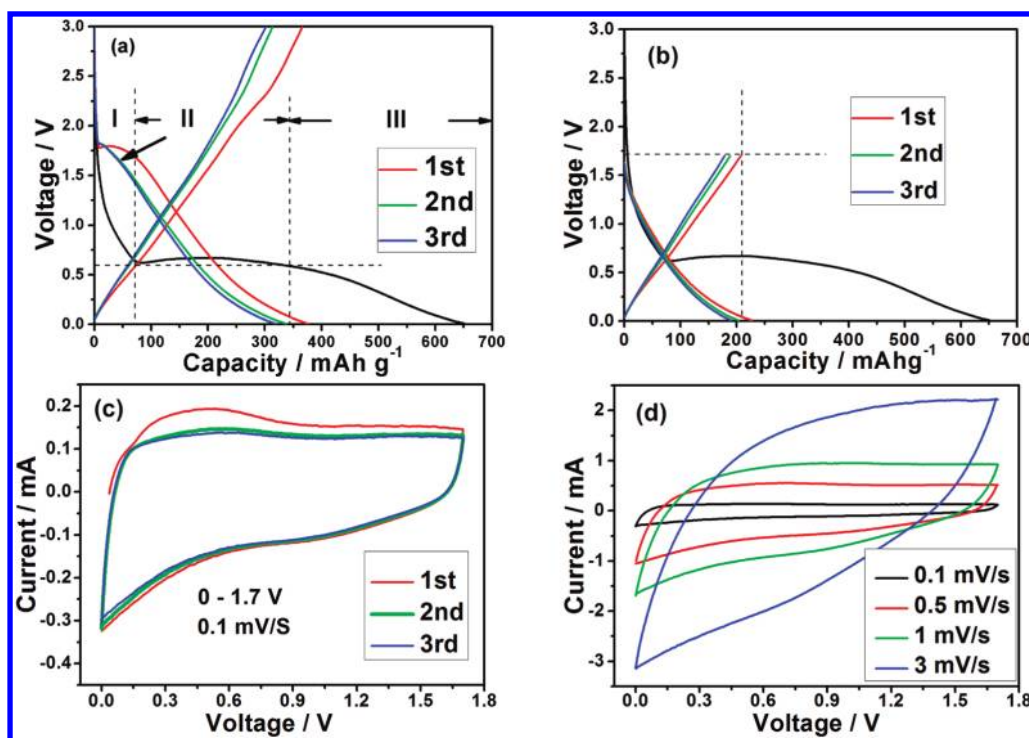 (a)
I
II
III
1st
2nd
3rd
3.0
2.5
2.0
1.5
1.0
0.5
0.0
Voltage / V
0 100 200 300 400 500 600 700
Capacity / mAh g-1
(b)
1st
2nd
3rd
3.0
2.5
2.0
1.5
1.0
0.5
0.0
Voltage / V
0 100 200 300 400 500 600 700
Capacity / mAhg-1
(c)
0.2
0.1
0.0
-0.1
-0.2
-0.3
-0.4
Current / mA
0 - 1.7 V
0.1 mV/S
1st
2nd
3rd
0.0 0.3 0.6 0.9 1.2 1.5 1.8
Voltage / V
(d)
2
1
0
-1
-2
-3
Current / mA
0.1 mV/s
0.5 mV/s
1 mV/s
3 mV/s
0.0 0.3 0.6 0.9 1.2 1.5 1.8
Voltage / V